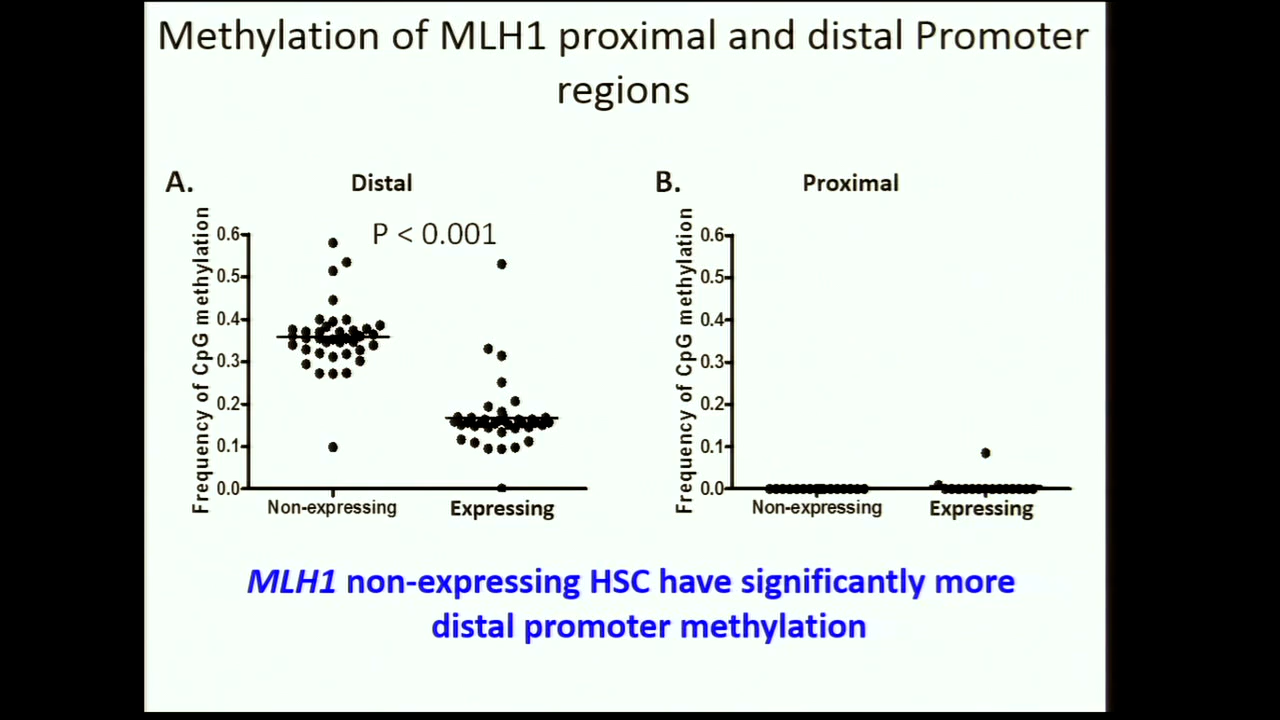 Methylation of MLH1 proximal and distal Promoter
regions
A.
Distal
P < 0.001
Frequency of CpG methylation
0.6
0.5
0.4
0.3
0.2
0.1
0.0
Non-expressing
Expressing
B.
Proximal
Frequency of CpG methylation
0.6
0.5
0.4
0.3
0.2
0.1
0.0
Non-expressing
Expressing
MLH1 non-expressing HSC have significantly more
distal promoter methylation